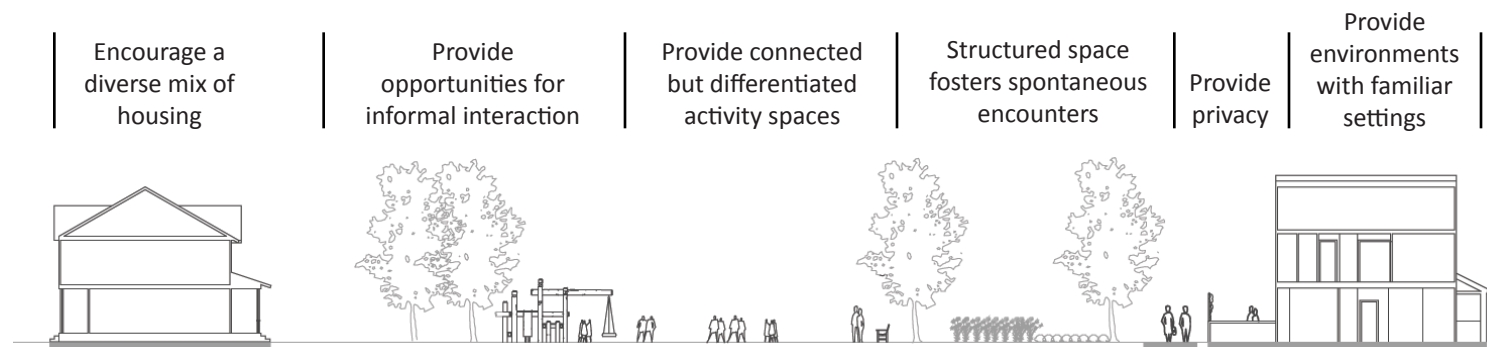 Encourage a
diverse mix of
housing
Provide
opportunities for
informal interaction
Provide connected
but differentiated
activity spaces
Structured space
fosters spontaneous
encounters
Provide
privacy
Provide
environments
with familiar
settings